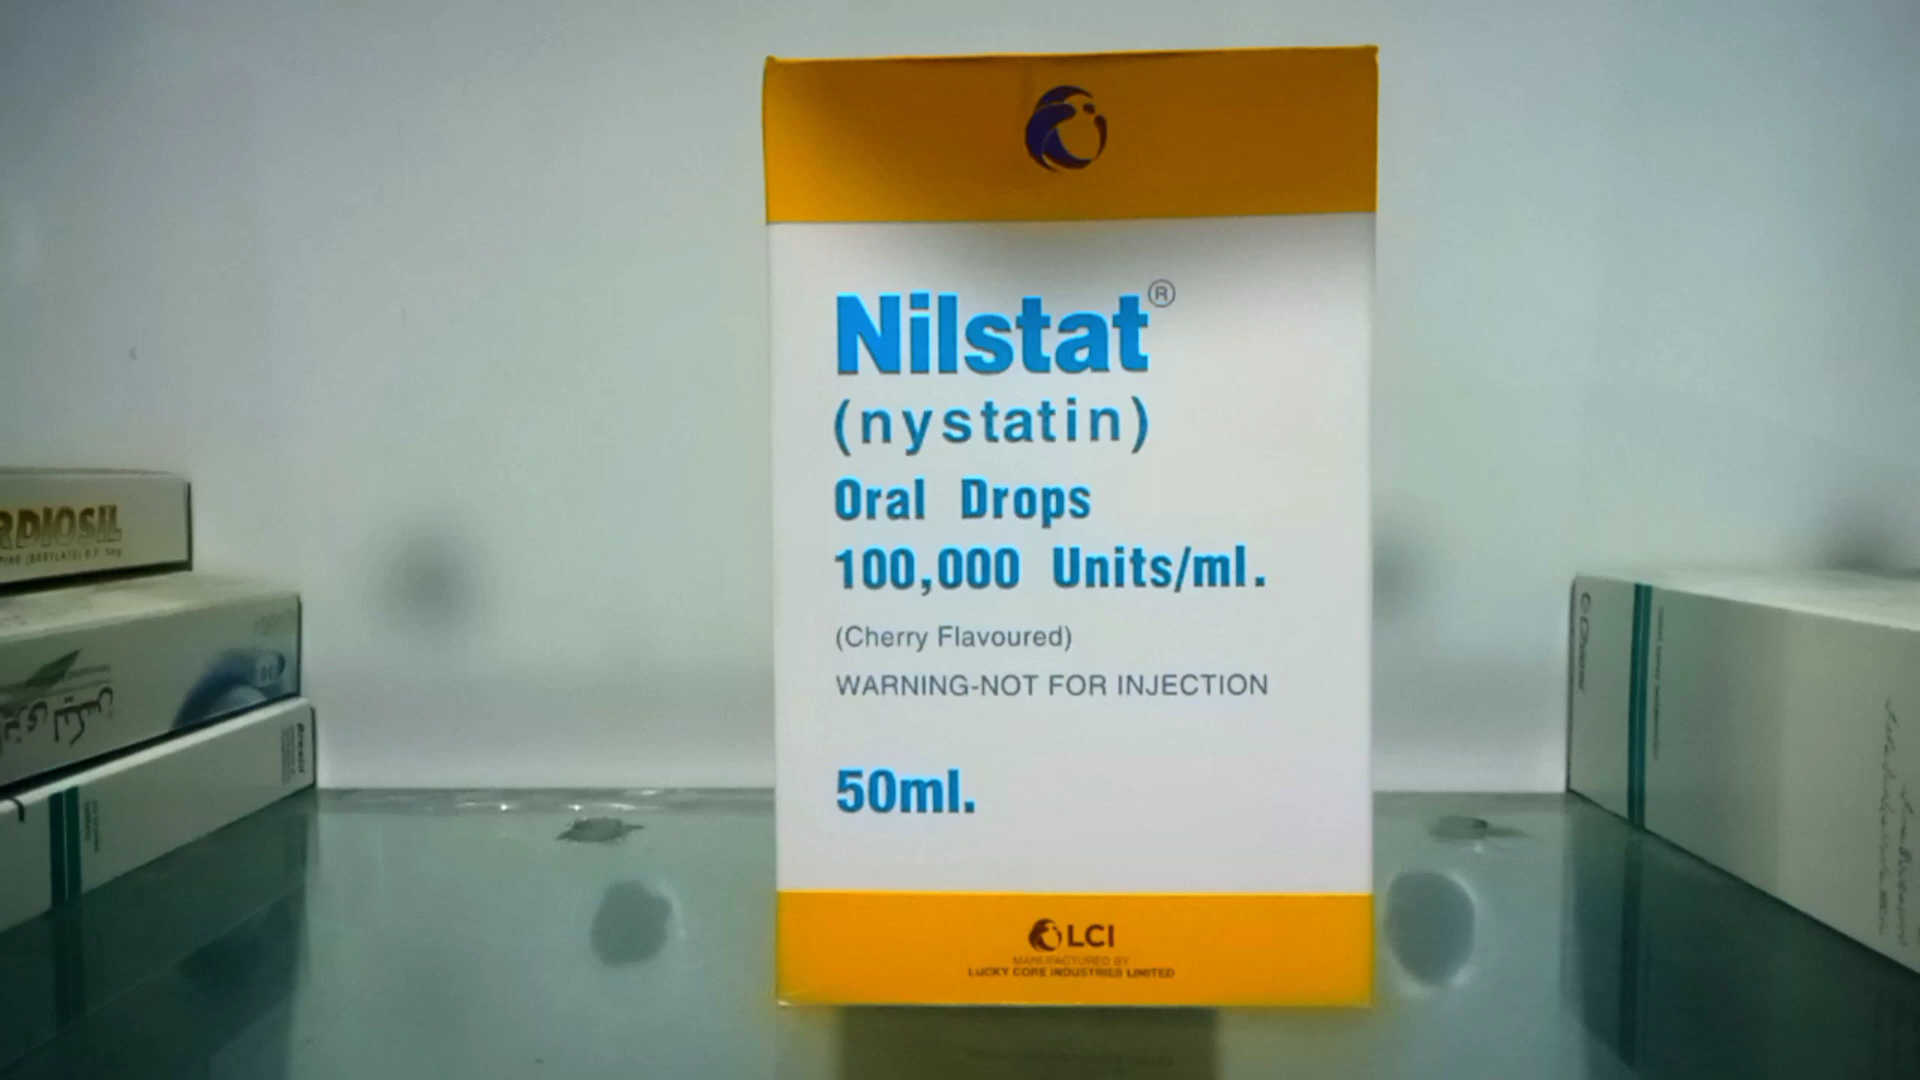 Nilstat®
(nystatin)
Oral Drops
100,000 Units/ml.
(Cherry Flavoured)
WARNING-NOT FOR INJECTION
50ml.
LCI
MANUFACTURED BY
LUCKY CORE INDUSTRIES LIMITED
RDIOSIL